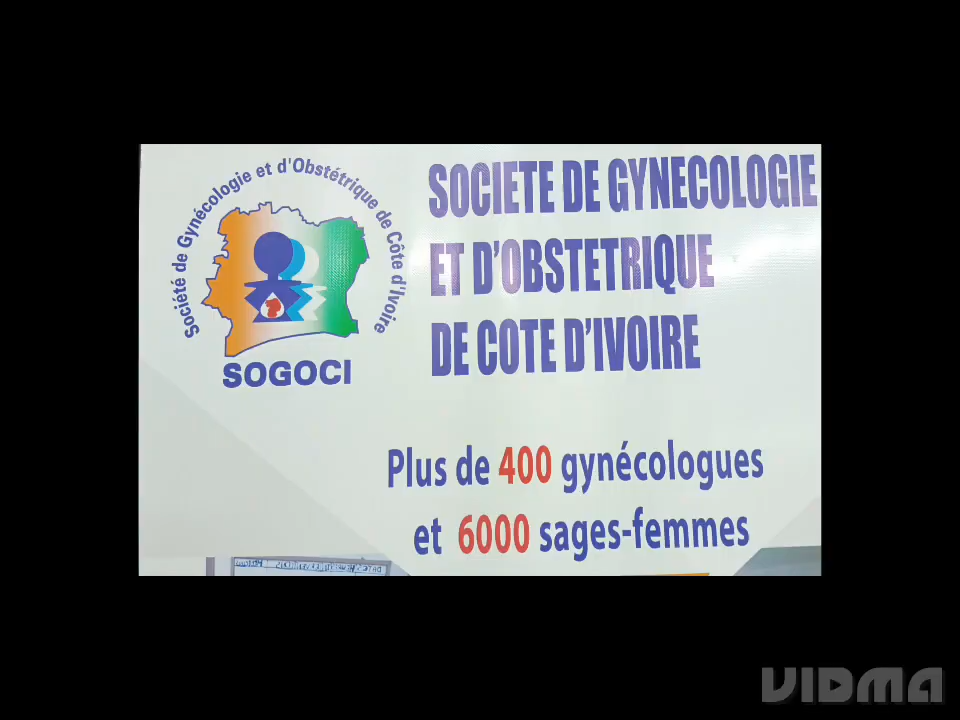 Société de Gynécologie et d'Obstétrique de Côte d'Ivoire
SOGOCI
SOCIETE DE GYNECOLOGIE
ET D'OBSTETRIQUE
DE COTE D'IVOIRE
Plus de 400 gynécologues
et 6000 sages-femmes
VIDMA